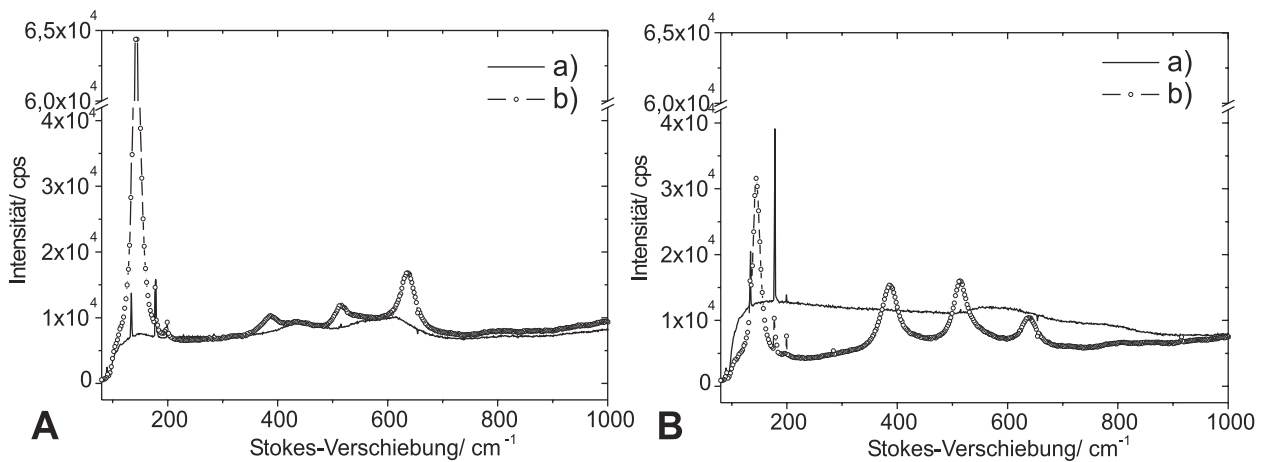 6,5x10⁴
6,0x10⁴
4x10⁴
3x10⁴
2x10⁴
1x10⁴
0
Intensität/ cps
a)
b)
200
400
600
800
1000
Stokes-Verschiebung/ cm⁻¹
A
6,5x10⁴
6,0x10⁴
4x10⁴
3x10⁴
2x10⁴
1x10⁴
0
Intensität/ cps
a)
b)
200
400
600
800
1000
Stokes-Verschiebung/ cm⁻¹
B